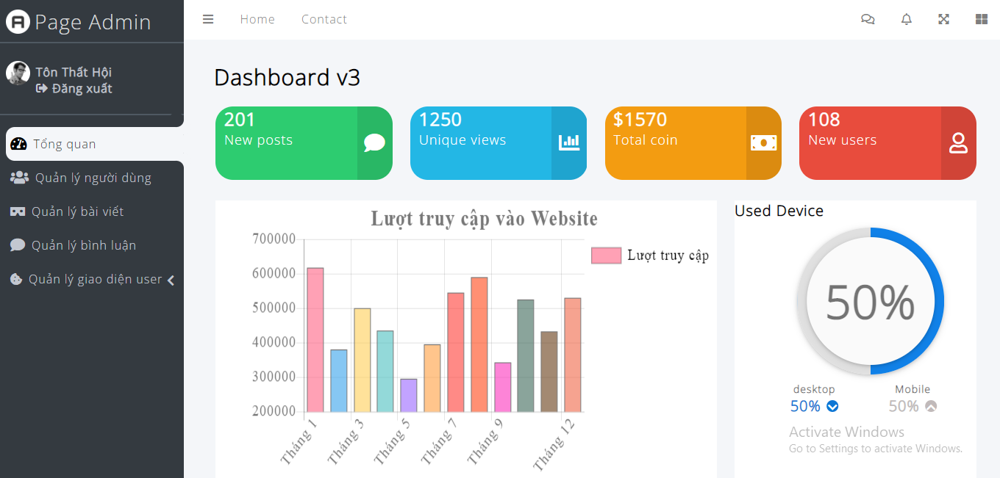 Page Admin
Home
Contact
Tôn Thất Hội
Đăng xuất
Tổng quan
Quản lý người dùng
Quản lý bài viết
Quản lý bình luận
Quản lý giao diện user
Dashboard v3
201
New posts
1250
Unique views
$1570
Total coin
108
New users
Lượt truy cập vào Website
Lượt truy cập
700000
600000
500000
400000
300000
200000
Tháng 1
Tháng 3
Tháng 5
Tháng 7
Tháng 9
Tháng 12
Used Device
50%
desktop
50%
Mobile
50%
Activate Windows
Go to Settings to activate Windows.